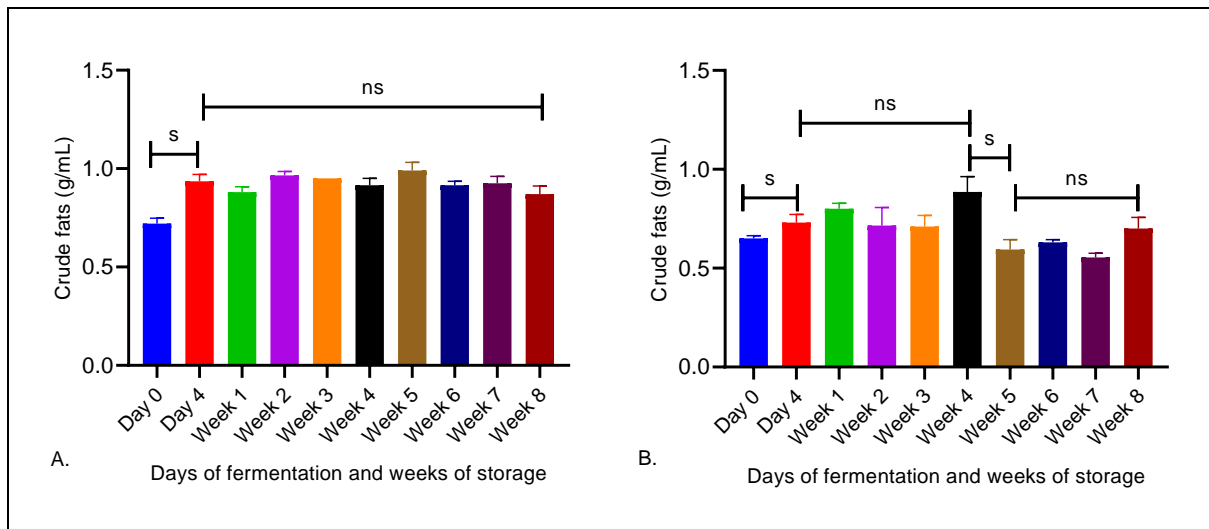 1.5
1.0
0.5
0.0
Crude fats (g/mL)
s
ns
Day 0
Day 4
Week 1
Week 2
Week 3
Week 4
Week 5
Week 6
Week 7
Week 8
A.
Days of fermentation and weeks of storage
1.5
1.0
0.5
0.0
Crude fats (g/mL)
s
ns
s
ns
Day 0
Day 4
Week 1
Week 2
Week 3
Week 4
Week 5
Week 6
Week 7
Week 8
B.
Days of fermentation and weeks of storage